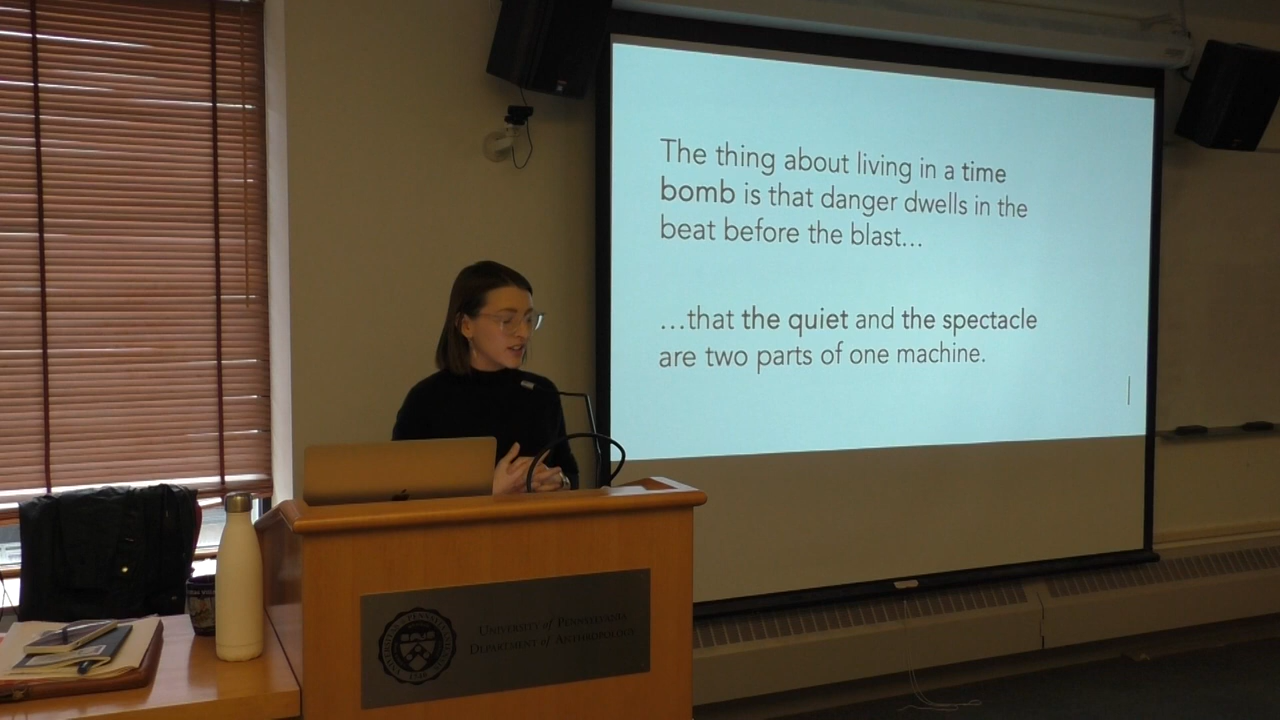 The thing about living in a time
bomb is that danger dwells in the
beat before the blast...
...that the quiet and the spectacle
are two parts of one machine.
University of Pennsylvania
Department of Anthropology